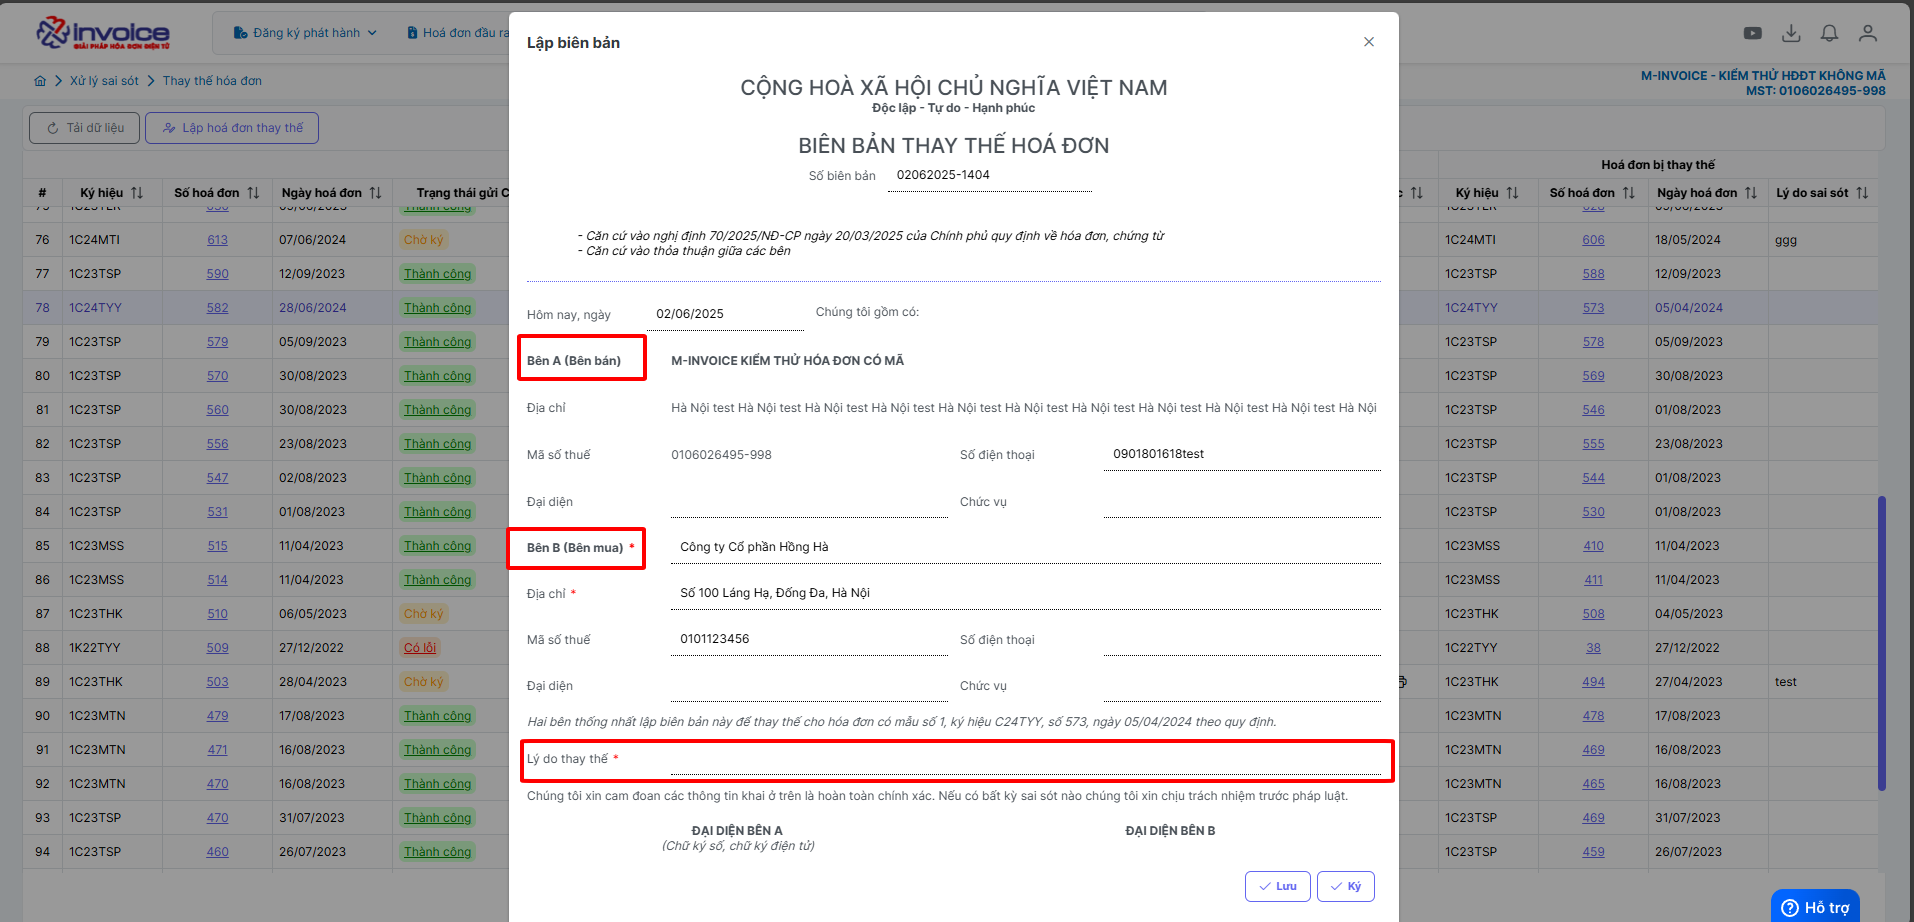 Invoice
GIẢI PHÁP HÓA ĐƠN ĐIỆN TỬ
Đăng ký phát hành
Hoá đơn đầu ra
Xử lý sai sót
Thay thế hóa đơn
M-INVOICE - KIỂM THỬ HĐĐT KHÔNG MÃ
MST: 0106026495-998
Tải dữ liệu
Lập hoá đơn thay thế
# Ký hiệu Số hoá đơn Ngày hoá đơn Trạng thái gửi C
76 1C24MTI 613 07/06/2024 Chờ ký
77 1C23TSP 590 12/09/2023 Thành công
78 1C24TYY 582 28/06/2024 Thành công
79 1C23TSP 579 05/09/2023 Thành công
80 1C23TSP 570 30/08/2023 Thành công
81 1C23TSP 560 30/08/2023 Thành công
82 1C23TSP 556 23/08/2023 Thành công
83 1C23TSP 547 02/08/2023 Thành công
84 1C23TSP 531 01/08/2023 Thành công
85 1C23MSS 515 11/04/2023 Thành công
86 1C23MSS 514 11/04/2023 Thành công
87 1C23THK 510 06/05/2023 Chờ ký
88 1K22TYY 509 27/12/2022 Có lỗi
89 1C23THK 503 28/04/2023 Chờ ký
90 1C23MTN 479 17/08/2023 Thành công
91 1C23MTN 471 16/08/2023 Thành công
92 1C23MTN 470 16/08/2023 Thành công
93 1C23TSP 470 31/07/2023 Thành công
94 1C23TSP 460 26/07/2023 Thành công
Lập biên bản
CỘNG HOÀ XÃ HỘI CHỦ NGHĨA VIỆT NAM
Độc lập - Tự do - Hạnh phúc
BIÊN BẢN THAY THẾ HOÁ ĐƠN
Số biên bản 02062025-1404
- Căn cứ vào nghị định 70/2025/NĐ-CP ngày 20/03/2025 của Chính phủ quy định về hóa đơn, chứng từ
- Căn cứ vào thỏa thuận giữa các bên
Hôm nay, ngày 02/06/2025 Chúng tôi gồm có:
Bên A (Bên bán) M-INVOICE KIỂM THỬ HÓA ĐƠN CÓ MÃ
Địa chỉ Hà Nội test Hà Nội test Hà Nội test Hà Nội test Hà Nội test Hà Nội test Hà Nội test Hà Nội test Hà Nội test Hà Nội test Hà Nội
Mã số thuế 0106026495-998 Số điện thoại 0901801618test
Đại diện Chức vụ
Bên B (Bên mua) * Công ty Cổ phần Hồng Hà
Địa chỉ * Số 100 Láng Hạ, Đống Đa, Hà Nội
Mã số thuế 0101123456 Số điện thoại
Đại diện Chức vụ
Hai bên thống nhất lập biên bản này để thay thế cho hóa đơn có mẫu số 1, ký hiệu C24TYY, số 573, ngày 05/04/2024 theo quy định.
Lý do thay thế *
Chúng tôi xin cam đoan các thông tin khai ở trên là hoàn toàn chính xác. Nếu có bất kỳ sai sót nào chúng tôi xin chịu trách nhiệm trước pháp luật.
ĐẠI DIỆN BÊN A ĐẠI DIỆN BÊN B
(Chữ ký số, chữ ký điện tử)
Lưu Ký
Hoá đơn bị thay thế
c Ký hiệu Số hoá đơn Ngày hoá đơn Lý do sai sót
1C24MTI 606 18/05/2024 ggg
1C23TSP 588 12/09/2023
1C24TYY 573 05/04/2024
1C23TSP 578 05/09/2023
1C23TSP 569 30/08/2023
1C23TSP 546 01/08/2023
1C23TSP 555 23/08/2023
1C23TSP 544 01/08/2023
1C23TSP 530 01/08/2023
1C23MSS 410 11/04/2023
1C23MSS 411 11/04/2023
1C23THK 508 04/05/2023
1C22TYY 38 27/12/2022
1C23THK 494 27/04/2023 test
1C23MTN 478 17/08/2023
1C23MTN 469 16/08/2023
1C23MTN 465 16/08/2023
1C23TSP 469 31/07/2023
1C23TSP 459 26/07/2023
Hỗ trợ